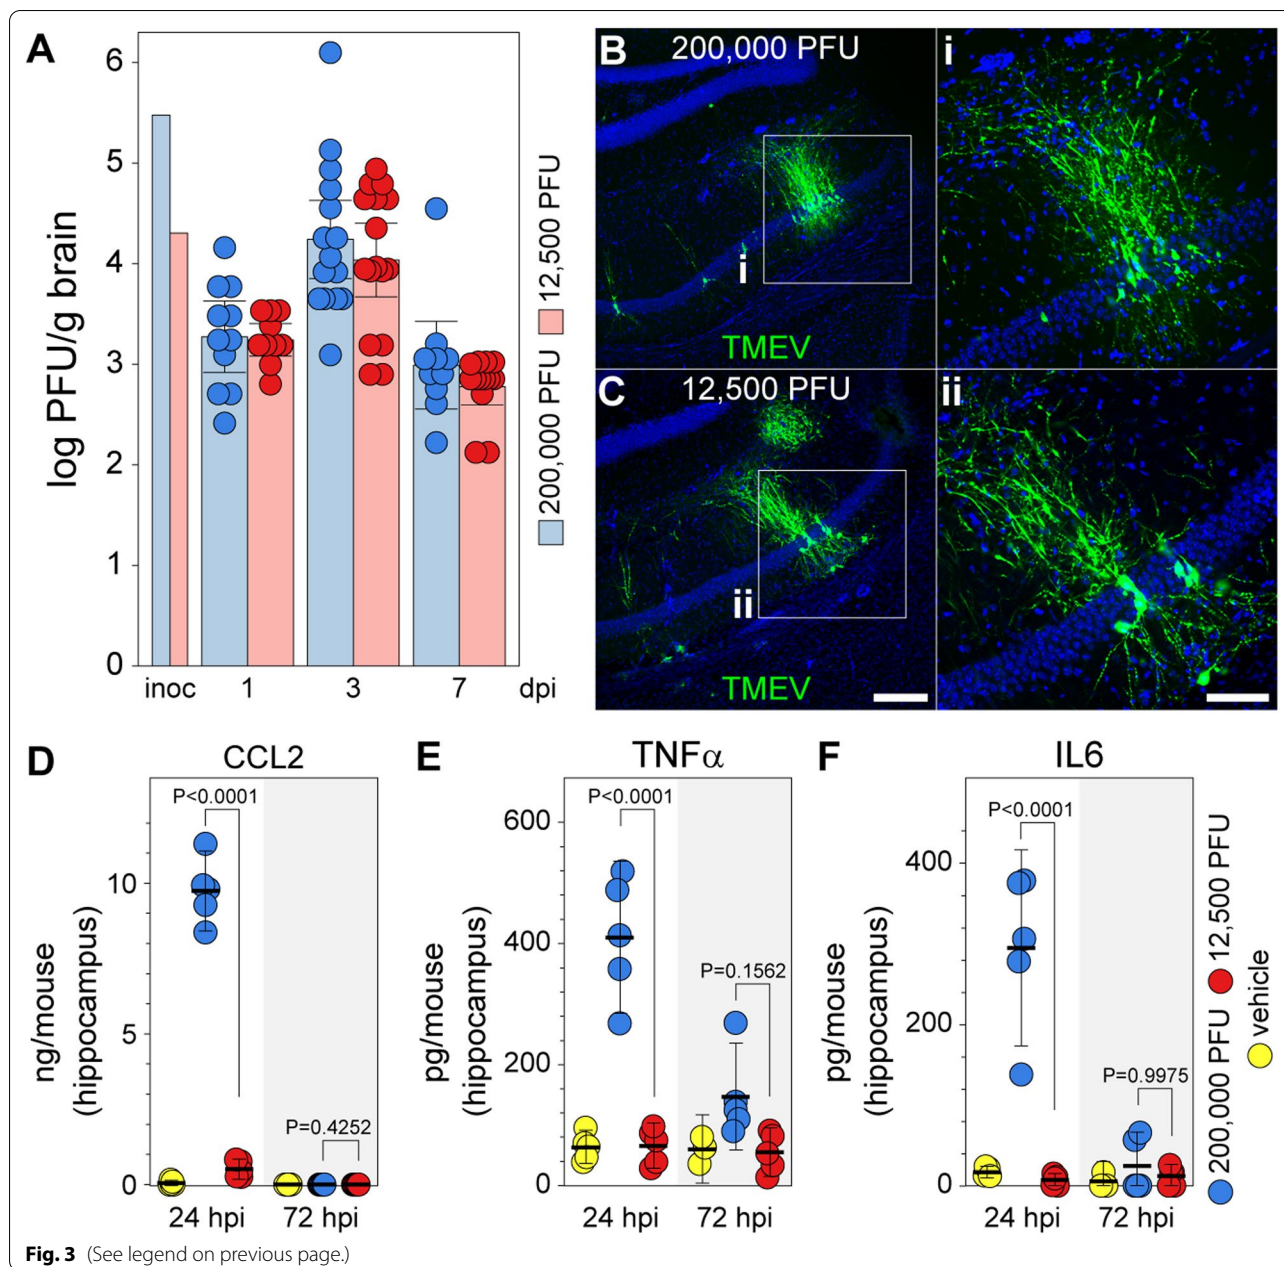 A
6
5
4
3
2
1
0
log PFU/g brain
inoc
1
3
7
dpi
200,000 PFU
12,500 PFU
B
200,000 PFU
i
TMEV
i
C
12,500 PFU
ii
TMEV
ii
D
CCL2
P<0.0001
10
5
0
ng/mouse
(hippocampus)
P=0.4252
24 hpi
72 hpi
E
TNFα
P<0.0001
600
400
200
0
pg/mouse
(hippocampus)
P=0.1562
24 hpi
72 hpi
F
IL6
P<0.0001
400
200
0
pg/mouse
(hippocampus)
P=0.9975
24 hpi
72 hpi
200,000 PFU
12,500 PFU
vehicle
Fig. 3 (See legend on previous page.)